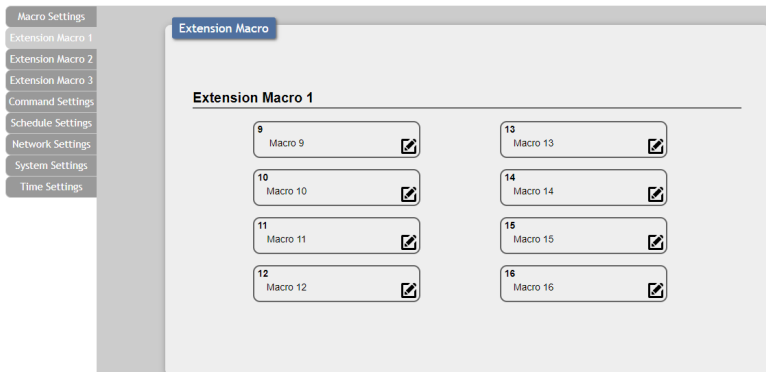 Macro Settings
Extension Macro 1
Extension Macro 2
Extension Macro 3
Command Settings
Schedule Settings
Network Settings
System Settings
Time Settings
Extension Macro
Extension Macro 1
9
Macro 9
10
Macro 10
11
Macro 11
12
Macro 12
13
Macro 13
14
Macro 14
15
Macro 15
16
Macro 16